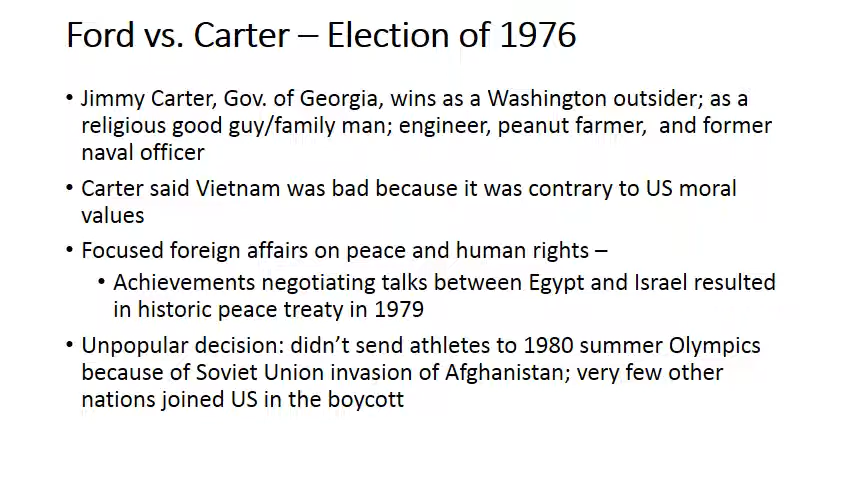 Ford vs. Carter – Election of 1976
• Jimmy Carter, Gov. of Georgia, wins as a Washington outsider; as a
religious good guy/family man; engineer, peanut farmer,  and former
naval officer
• Carter said Vietnam was bad because it was contrary to US moral
values
• Focused foreign affairs on peace and human rights –
• Achievements negotiating talks between Egypt and Israel resulted
in historic peace treaty in 1979
• Unpopular decision: didn’t send athletes to 1980 summer Olympics
because of Soviet Union invasion of Afghanistan; very few other
nations joined US in the boycott